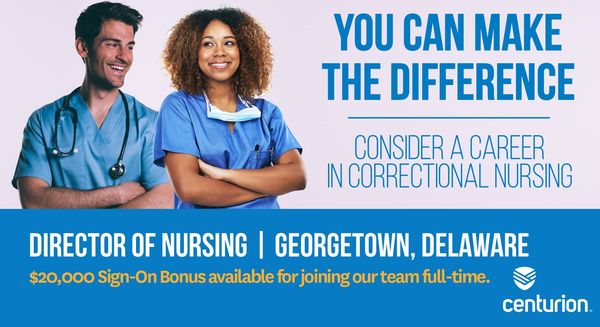 YOU CAN MAKE
THE DIFFERENCE
CONSIDER A CAREER
IN CORRECTIONAL NURSING
DIRECTOR OF NURSING | GEORGETOWN, DELAWARE
$20,000 Sign-On Bonus available for joining our team full-time.
centurion™